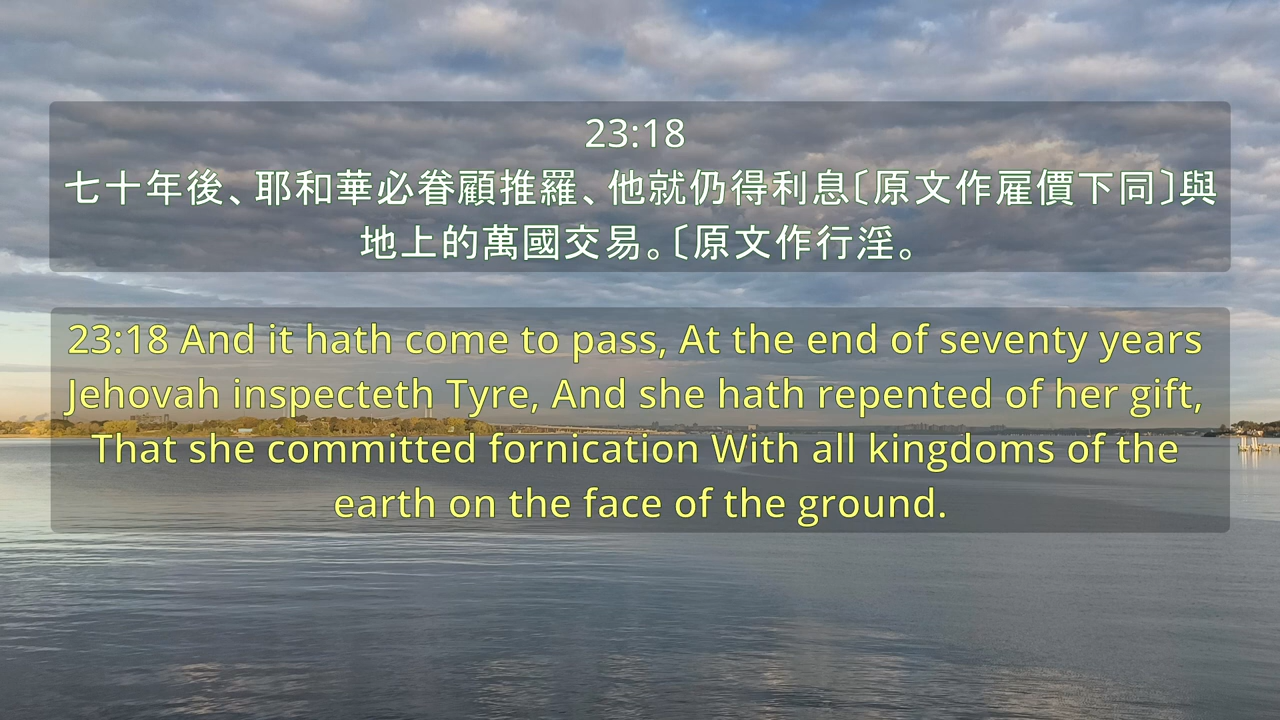 23:18
七十年後、耶和華必眷顧推羅、他就仍得利息〔原文作雇價下同〕與
地上的萬國交易。〔原文作行淫。
23:18 And it hath come to pass, At the end of seventy years
Jehovah inspecteth Tyre, And she hath repented of her gift,
That she committed fornication With all kingdoms of the
earth on the face of the ground.